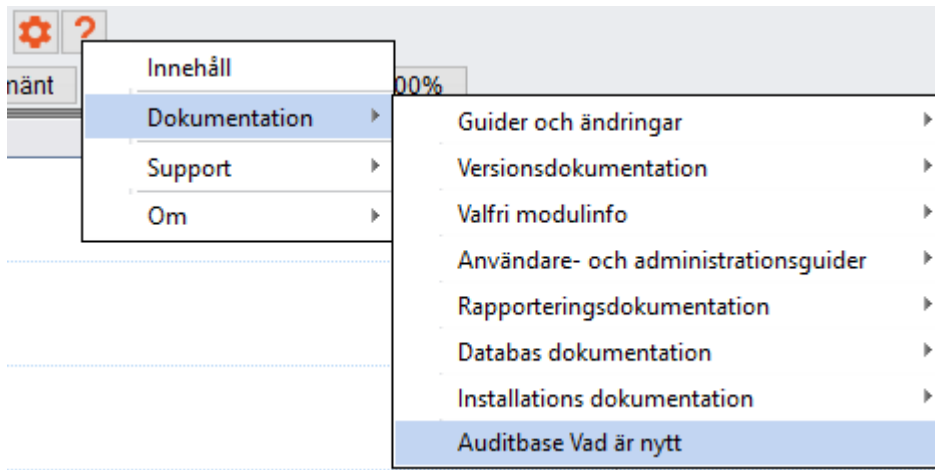 ?
mänt
00%
Innehåll
Dokumentation
Support
Om
Guider och ändringar
Versionsdokumentation
Valfri modulinfo
Användare- och administrationsguider
Rapporteringsdokumentation
Databas dokumentation
Installations dokumentation
Auditbase Vad är nytt